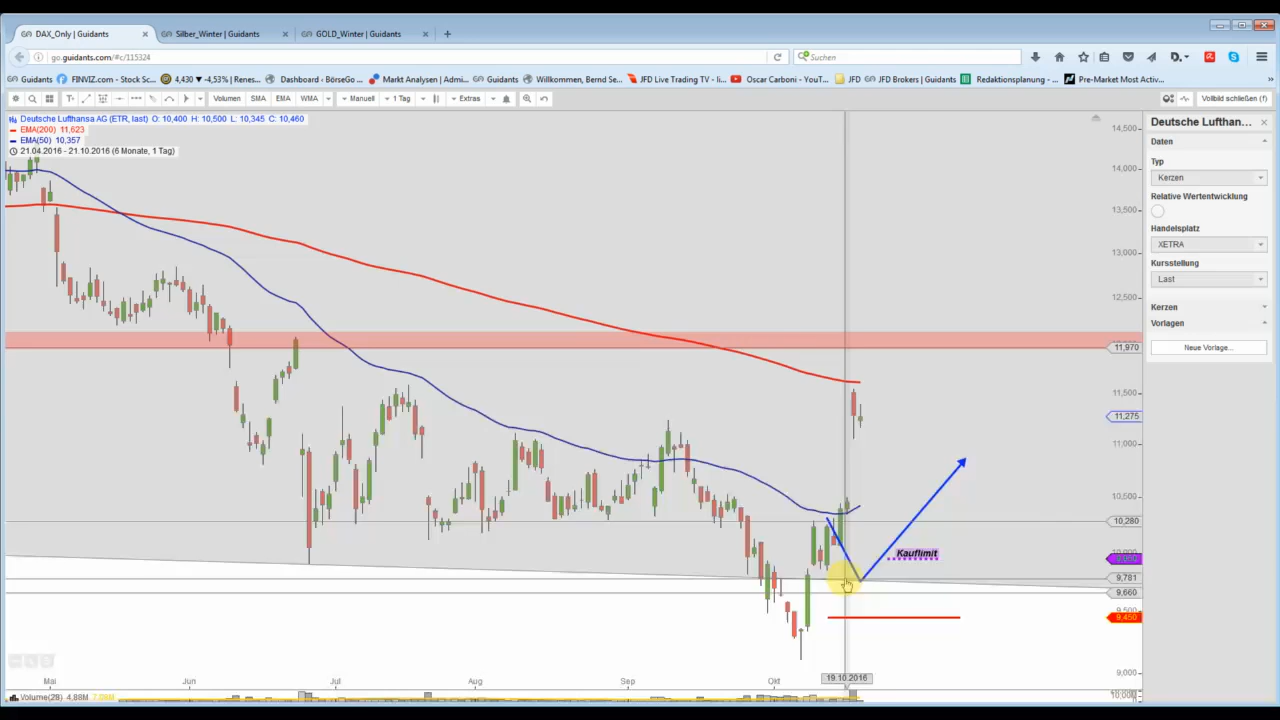 DAX_Only | Guidants
Silber_Winter | Guidants
GOLD_Winter | Guidants
go.guidants.com/#c/115324
Suchen
Guidants
FINVIZ.com - Stock Sc...
4,430 ▼ -4,53% | Renes...
Dashboard ‹ BörseGo ...
Markt Analysen | Admi...
Guidants
Willkommen, Bernd Se...
JFD Live Trading TV - li...
Oscar Carboni - YouT...
JFD
JFD Brokers | Guidants
Redaktionsplanung - ...
Pre-Market Most Activ...
Volumen
SMA
EMA
WMA
Manuell
1 Tag
Extras
Vollbild schließen (f)
Deutsche Lufthansa AG (ETR, last) O: 10,400 H: 10,500 L: 10,345 C: 10,460
EMA(200) 11,623
EMA(50) 10,357
21.04.2016 - 21.10.2016 (6 Monate, 1 Tag)
14,500
14,000
13,500
13,000
12,500
11,970
11,500
11,275
11,000
10,500
10,280
Kauflimit
9,781
9,660
9,450
9,000
Mai
Jun
Jul
Aug
Sep
Okt
19.10.2016
Volume(20) 4.88M
Deutsche Lufthan...
Daten
Typ
Kerzen
Relative Wertentwicklung
Handelsplatz
XETRA
Kursstellung
Last
Kerzen
Vorlagen
Neue Vorlage...